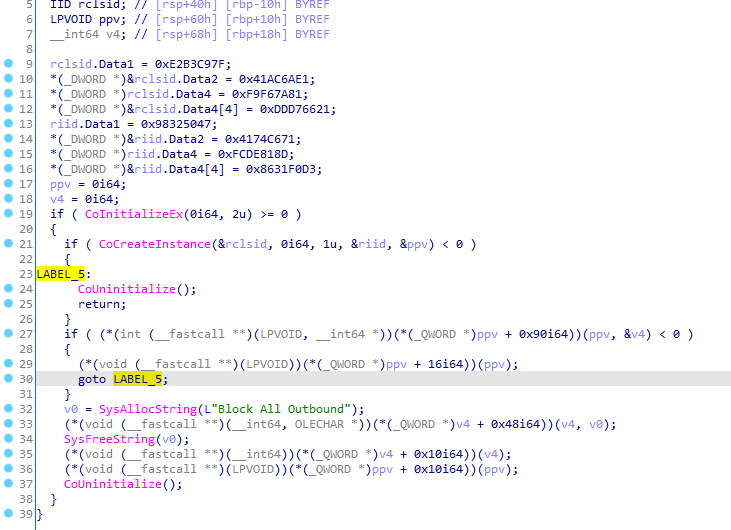 5 IID rclsid; // [rsp+40h] [rbp-10h] BYREF
6 LPVOID ppv; // [rsp+60h] [rbp+10h] BYREF
7 __int64 v4; // [rsp+68h] [rbp+18h] BYREF
8
9 rclsid.Data1 = 0xE2B3C97F;
10 *(_DWORD *)&rclsid.Data2 = 0x41AC6AE1;
11 *(_DWORD *)rclsid.Data4 = 0xF9F67A81;
12 *(_DWORD *)&rclsid.Data4[4] = 0xDDD76621;
13 riid.Data1 = 0x98325047;
14 *(_DWORD *)&riid.Data2 = 0x4174C671;
15 *(_DWORD *)riid.Data4 = 0xFCDE818D;
16 *(_DWORD *)&riid.Data4[4] = 0x8631F0D3;
17 ppv = 0i64;
18 v4 = 0i64;
19 if ( CoInitializeEx(0i64, 2u) >= 0 )
20 {
21 if ( CoCreateInstance(&rclsid, 0i64, 1u, &riid, &ppv) < 0 )
22 {
23 LABEL_5:
24 CoUninitialize();
25 return;
26 }
27 if ( (*(int (__fastcall **)(LPVOID, __int64 *))(*(_QWORD *)ppv + 0x90i64))(ppv, &v4) < 0 )
28 {
29 (*(void (__fastcall **)(LPVOID))(*(_QWORD *)ppv + 16i64))(ppv);
30 goto LABEL_5;
31 }
32 v0 = SysAllocString(L"Block All Outbound");
33 (*(void (__fastcall **)(__int64, OLECHAR *))(*(_QWORD *)v4 + 0x48i64))(v4, v0);
34 SysFreeString(v0);
35 (*(void (__fastcall **)(__int64))(*(_QWORD *)v4 + 0x10i64))(v4);
36 (*(void (__fastcall **)(LPVOID))(*(_QWORD *)ppv + 0x10i64))(ppv);
37 CoUninitialize();
38 }
39 }